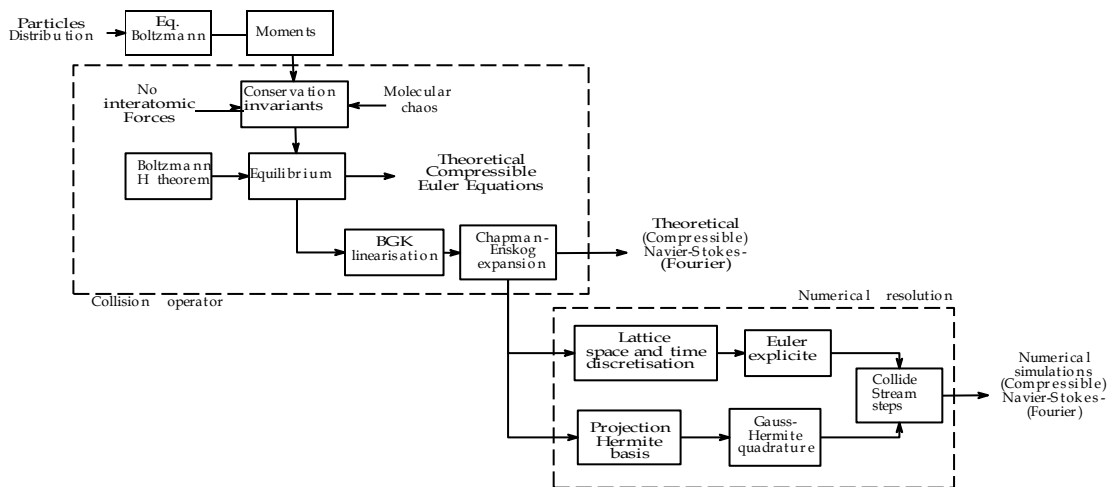 Particles
Distribution
Eq.
Boltzmann
Moments
No
interatomic
Forces
Conservation
invariants
Molecular
chaos
Boltzmann
H theorem
Equilibrium
Theoretical
Compressible
Euler Equations
BGK
linearisation
Chapman-
Enskog
expansion
Theoretical
(Compressible)
Navier-Stokes-
(Fourier)
Collision operator
Numerical resolution
Lattice
space and time
discretisation
Euler
explicite
Collide
Stream
steps
Numerical
simulations
(Compressible)
Navier-Stokes-
(Fourier)
Projection
Hermite
basis
Gauss-
Hermite
quadrature